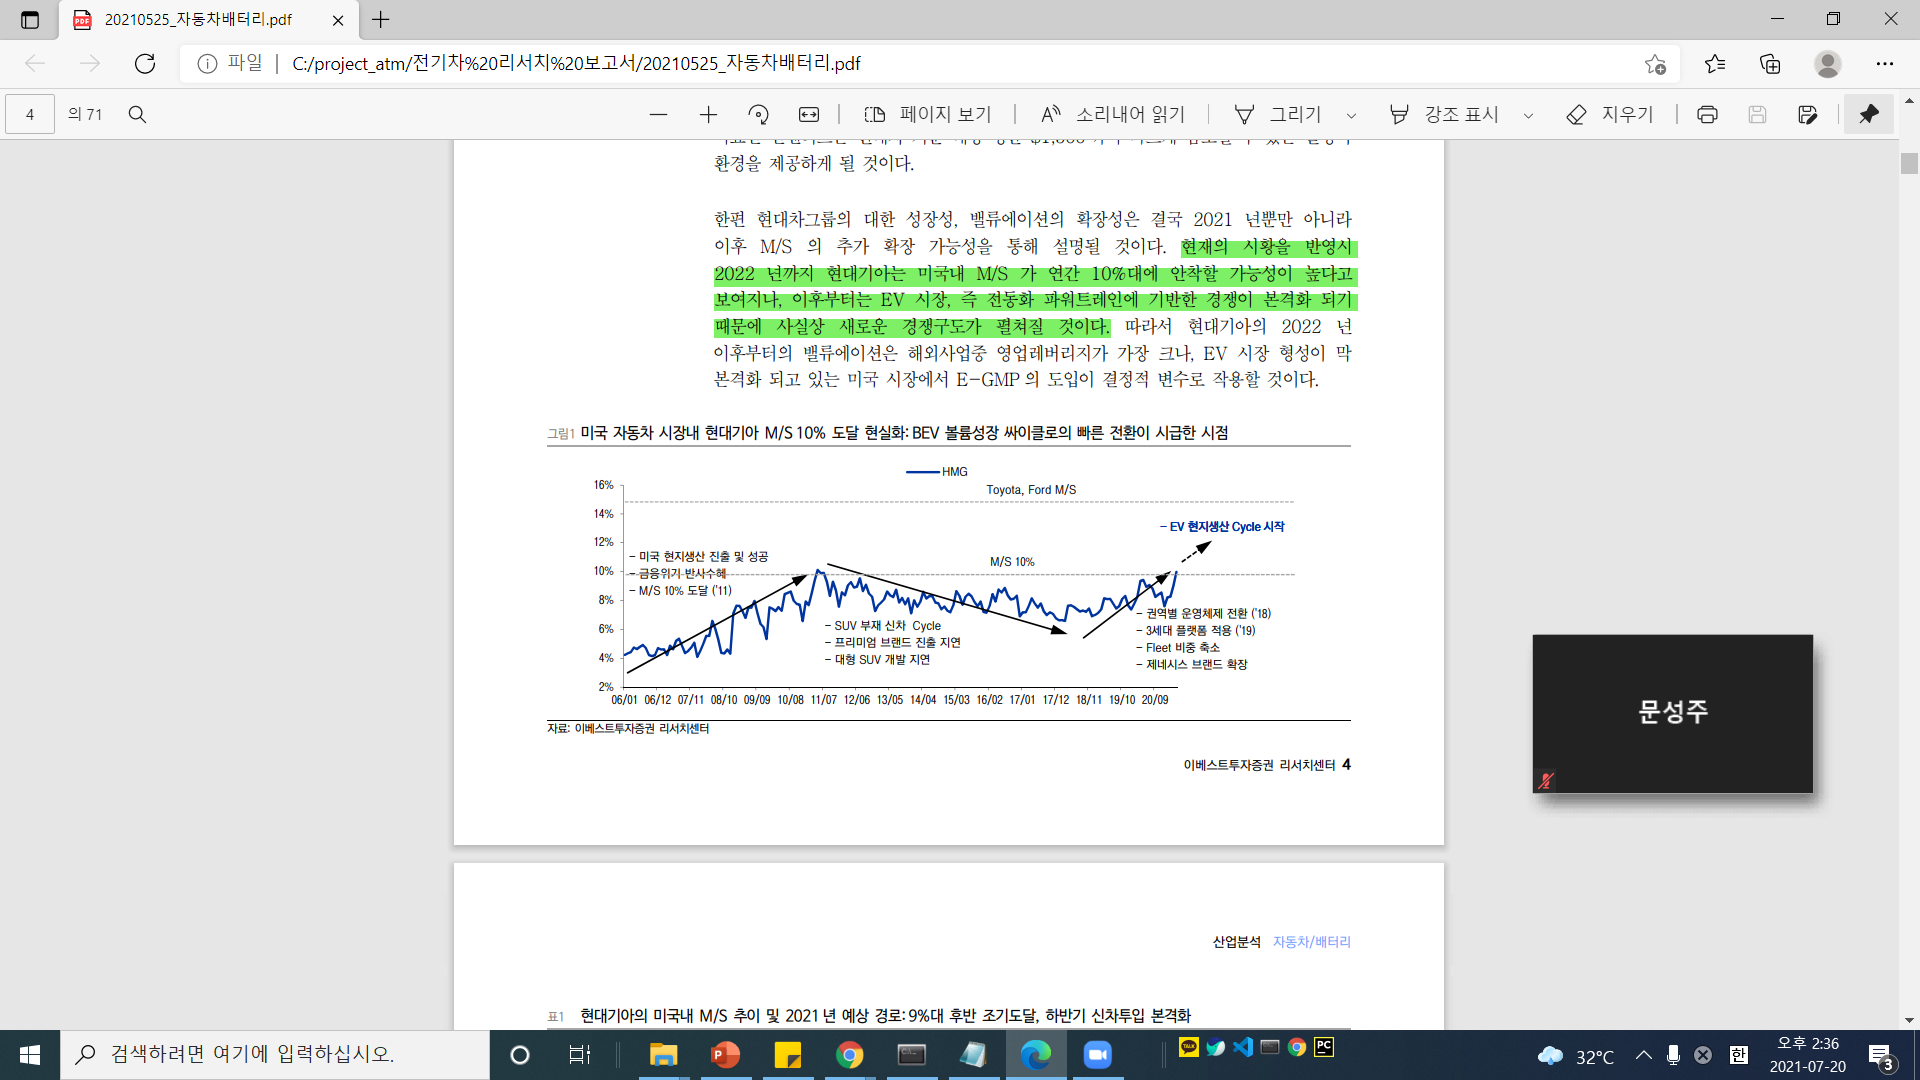 20210525_자동차배터리.pdf
파일
C:/project_atm/전기차%20리서치%20보고서/20210525_자동차배터리.pdf
4 의 71
페이지 보기
소리내어 읽기
그리기
강조 표시
지우기
환경을 제공하게 될 것이다.
한편 현대차그룹의 대한 성장성, 밸류에이션의 확장성은 결국 2021 년뿐만 아니라
이후 M/S 의 추가 확장 가능성을 통해 설명될 것이다. 현재의 시황을 반영시
2022 년까지 현대기아는 미국내 M/S 가 연간 10%대에 안착할 가능성이 높다고
보여지나, 이후부터는 EV 시장, 즉 전동화 파워트레인에 기반한 경쟁이 본격화 되기
때문에 사실상 새로운 경쟁구도가 펼쳐질 것이다. 따라서 현대기아의 2022 년
이후부터의 밸류에이션은 해외사업중 영업레버리지가 가장 크나, EV 시장 형성이 막
본격화 되고 있는 미국 시장에서 E-GMP 의 도입이 결정적 변수로 작용할 것이다.
그림1 미국 자동차 시장내 현대기아 M/S 10% 도달 현실화: BEV 볼륨성장 싸이클로의 빠른 전환이 시급한 시점
HMG
16%
14%
12%
10%
8%
6%
4%
2%
Toyota, Ford M/S
- EV 현지생산 Cycle 시작
M/S 10%
- 미국 현지생산 진출 및 성공
- 금융위기 반사수혜
- M/S 10% 도달 ('11)
- SUV 부재 신차 Cycle
- 프리미엄 브랜드 진출 지연
- 대형 SUV 개발 지연
- 권역별 운영체제 전환 ('18)
- 3세대 플랫폼 적용 ('19)
- Fleet 비중 축소
- 제네시스 브랜드 확장
06/01 06/12 07/11 08/10 09/09 10/08 11/07 12/06 13/05 14/04 15/03 16/02 17/01 17/12 18/11 19/10 20/09
자료: 이베스트투자증권 리서치센터
이베스트투자증권 리서치센터 4
문성주
산업분석 자동차/배터리
표1 현대기아의 미국내 M/S 추이 및 2021 년 예상 경로: 9%대 후반 조기도달, 하반기 신차투입 본격화
검색하려면 여기에 입력하십시오.
32°C
한
오후 2:36
2021-07-20
3